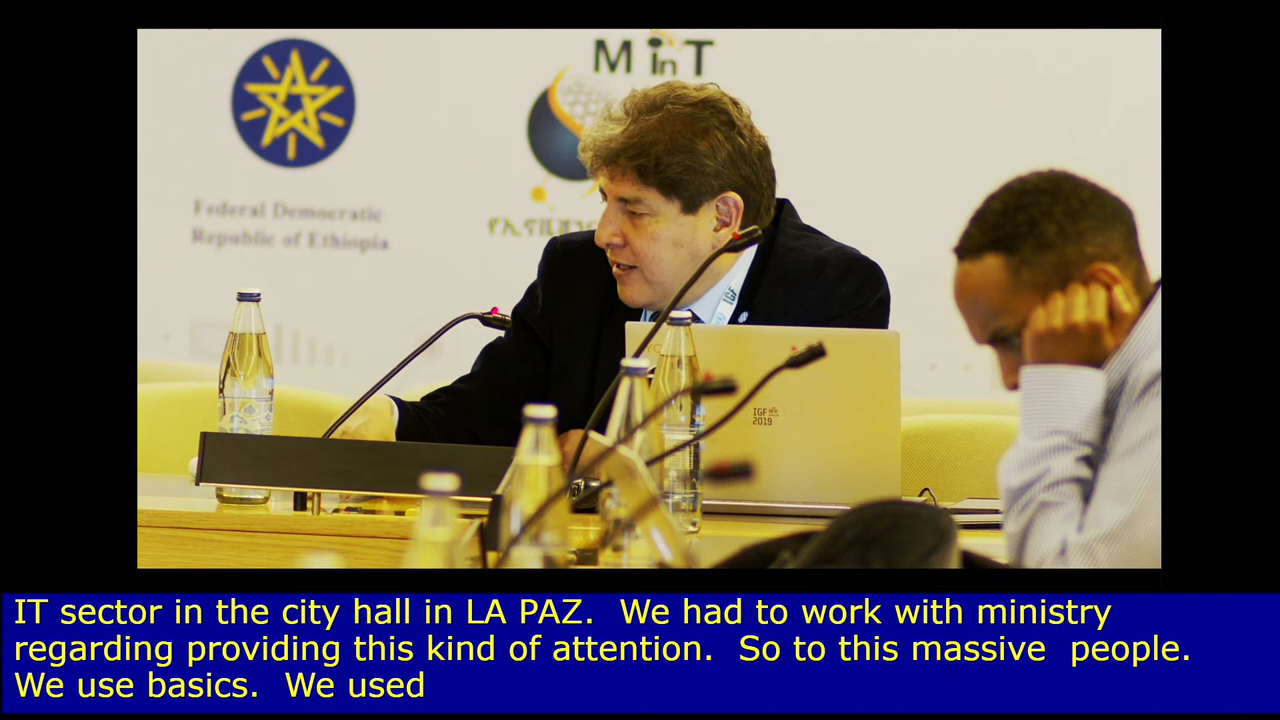 M in T
Federal Democratic
Republic of Ethiopia
IGF
IGF
2019
IT sector in the city hall in LA PAZ.  We had to work with ministry
regarding providing this kind of attention.  So to this massive  people.
We use basics.  We used